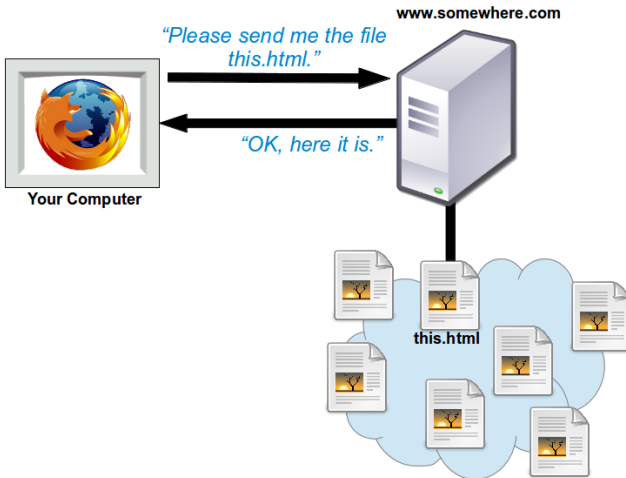 www.somewhere.com
“Please send me the file
this.html.”
“OK, here it is.”
Your Computer
this.html